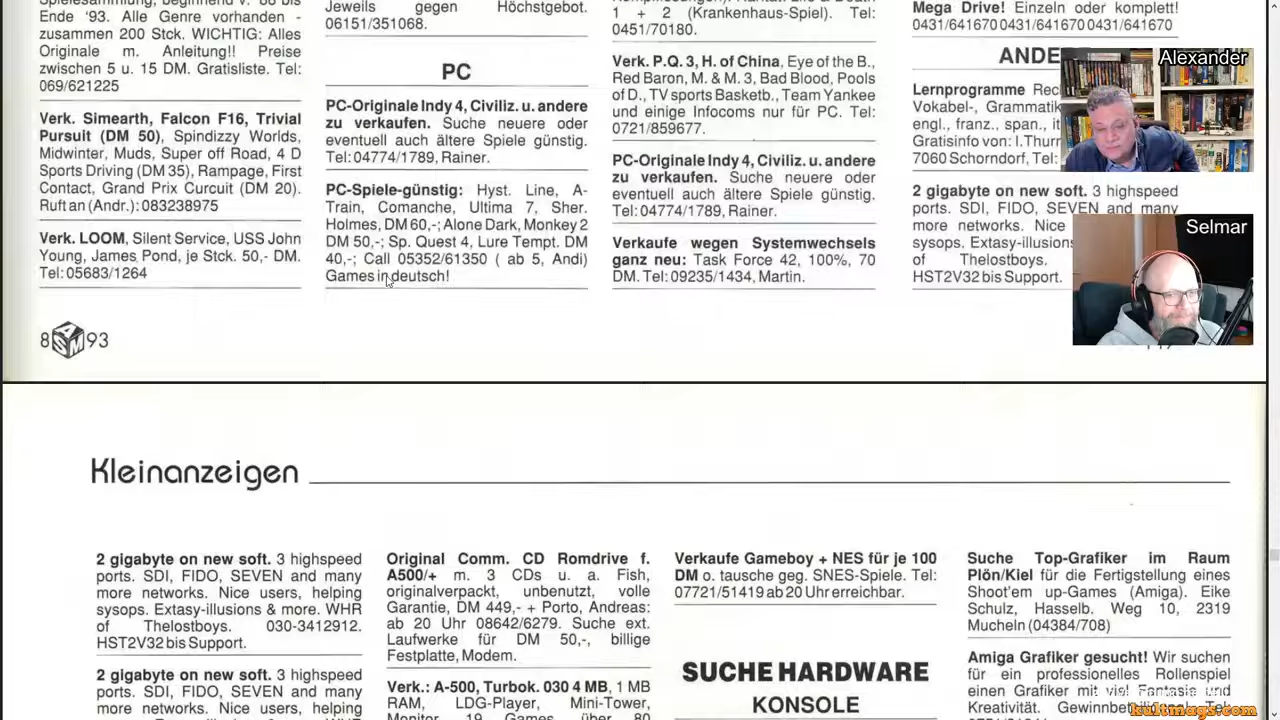 Spielesammlung, beginnend v. '88 bis
Ende '93. Alle Genre vorhanden -
zusammen 200 Stck. WICHTIG: Alles
Originale m. Anleitung!! Preise
zwischen 5 u. 15 DM. Gratisliste. Tel:
069/621225
Verk. Simearth, Falcon F16, Trivial
Pursuit (DM 50), Spindizzy Worlds,
Midwinter, Muds, Super off Road, 4 D
Sports Driving (DM 35), Rampage, First
Contact, Grand Prix Curcuit (DM 20).
Ruft an (Andr.): 083238975
Verk. LOOM, Silent Service, USS John
Young, James Pond, je Stck. 50,- DM.
Tel: 05683/1264
Jeweils gegen Höchstgebot.
06151/351068.
PC
PC-Originale Indy 4, Civiliz. u. andere
zu verkaufen. Suche neuere oder
eventuell auch ältere Spiele günstig.
Tel: 04774/1789, Rainer.
PC-Spiele-günstig: Hyst. Line, A-
Train, Comanche, Ultima 7, Sher.
Holmes, DM 60,-; Alone Dark, Monkey 2
DM 50,-; Sp. Quest 4, Lure Tempt. DM
40,-; Call 05352/61350 ( ab 5, Andi)
Games in deutsch!
1 + 2 (Krankenhaus-Spiel). Tel:
0451/70180.
Verk. P.Q. 3, H. of China, Eye of the B.,
Red Baron, M. & M. 3, Bad Blood, Pools
of D., TV sports Basketb., Team Yankee
und einige Infocoms nur für PC. Tel:
0721/859677.
PC-Originale Indy 4, Civiliz. u. andere
zu verkaufen. Suche neuere oder
eventuell auch ältere Spiele günstig.
Tel: 04774/1789, Rainer.
Verkaufe wegen Systemwechsels
ganz neu: Task Force 42, 100%, 70
DM. Tel: 09235/1434, Martin.
Mega Drive! Einzeln oder komplett!
0431/641670 0431/641670 0431/641670
ANDE
Lernprogramme Rec
Vokabel-, Grammatik
engl., franz., span., it
Gratisinfo von: I. Thurr
7060 Schorndorf, Tel:
2 gigabyte on new soft. 3 highspeed
ports. SDI, FIDO, SEVEN and many
more networks. Nice
sysops. Extasy-illusions
of Thelostboys.
HST2V32 bis Support.
Alexander
Selmar
8 ASM 93
Kleinanzeigen
2 gigabyte on new soft. 3 highspeed
ports. SDI, FIDO, SEVEN and many
more networks. Nice users, helping
sysops. Extasy-illusions & more. WHR
of Thelostboys. 030-3412912.
HST2V32 bis Support.
2 gigabyte on new soft. 3 highspeed
ports. SDI, FIDO, SEVEN and many
more networks. Nice users, helping
Original Comm. CD Romdrive f.
A500/+ m. 3 CDs u. a. Fish,
originalverpackt, unbenutzt, volle
Garantie, DM 449,- + Porto, Andreas:
ab 20 Uhr 08642/6279. Suche ext.
Laufwerke für DM 50,-, billige
Festplatte, Modem.
Verk.: A-500, Turbok. 030 4 MB, 1 MB
RAM, LDG-Player, Mini-Tower,
Monitor, 19 Games, über 80
Verkaufe Gameboy + NES für je 100
DM o. tausche geg. SNES-Spiele. Tel:
07721/51419 ab 20 Uhr erreichbar.
SUCHE HARDWARE
KONSOLE
Suche Top-Grafiker im Raum
Plön/Kiel für die Fertigstellung eines
Shoot'em up-Games (Amiga). Eike
Schulz, Hasselb. Weg 10, 2319
Mucheln (04384/708)
Amiga Grafiker gesucht! Wir suchen
für ein professionelles Rollenspiel
einen Grafiker mit viel Fantasie und
Kreativität.
kultmags.com